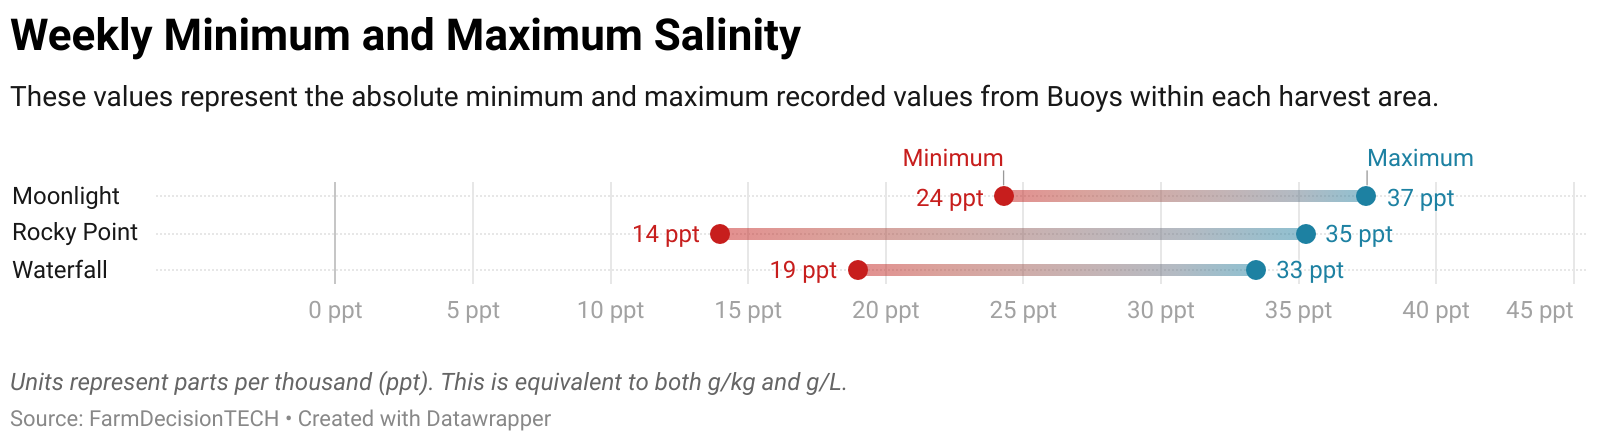 Weekly Minimum and Maximum Salinity
These values represent the absolute minimum and maximum recorded values from Buoys within each harvest area.
Minimum Maximum
Moonlight 24 ppt 37 ppt
Rocky Point 14 ppt 35 ppt
Waterfall 19 ppt 33 ppt
0 ppt 5 ppt 10 ppt 15 ppt 20 ppt 25 ppt 30 ppt 35 ppt 40 ppt 45 ppt
Units represent parts per thousand (ppt). This is equivalent to both g/kg and g/L.
Source: FarmDecisionTECH • Created with Datawrapper